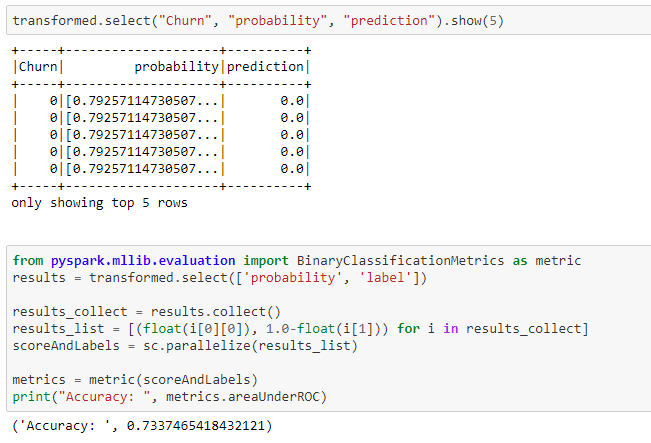 transformed.select("Churn", "probability", "prediction").show(5)
+-----+--------------------+----------+
|Churn|         probability|prediction|
+-----+--------------------+----------+
|    0|[0.79257114730507...|       0.0|
|    0|[0.79257114730507...|       0.0|
|    0|[0.79257114730507...|       0.0|
|    0|[0.79257114730507...|       0.0|
|    0|[0.79257114730507...|       0.0|
+-----+--------------------+----------+
only showing top 5 rows
from pyspark.mllib.evaluation import BinaryClassificationMetrics as metric
results = transformed.select(['probability', 'label'])
results_collect = results.collect()
results_list = [(float(i[0][0]), 1.0-float(i[1])) for i in results_collect]
scoreAndLabels = sc.parallelize(results_list)
metrics = metric(scoreAndLabels)
print("Accuracy: ", metrics.areaUnderROC)
('Accuracy: ', 0.7337465418432121)